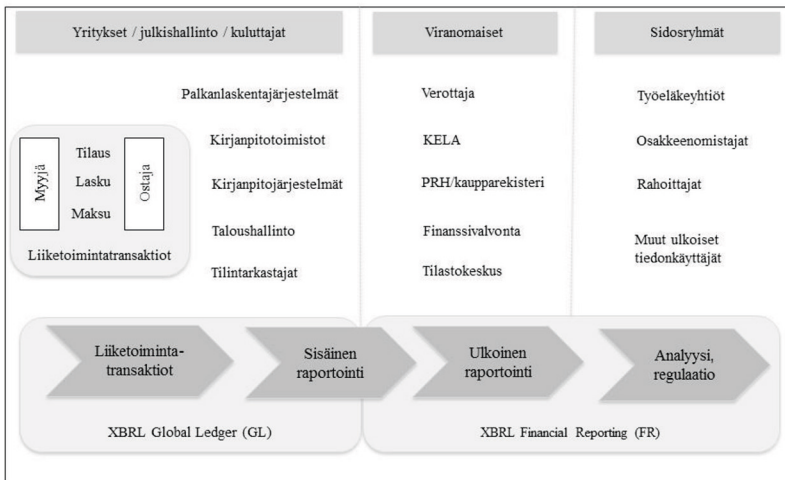 Yritykset / julkishallinto / kuluttajat
Viranomaiset
Sidosryhmät
Palkanlaskentajärjestelmät
Kirjanpitotoimistot
Kirjanpitojärjestelmät
Taloushallinto
Tilintarkastajat
Myyjä
Tilaus
Lasku
Maksu
Ostaja
Liiketoimintatransaktiot
Verottaja
KELA
PRH/kaupparekisteri
Finanssivalvonta
Tilastokeskus
Työeläkeyhtiöt
Osakkeenomistajat
Rahoittajat
Muut ulkoiset
tiedonkäyttäjät
Liiketoiminta-
transaktiot
Sisäinen
raportointi
Ulkoinen
raportointi
Analyysi,
regulaatio
XBRL Global Ledger (GL)
XBRL Financial Reporting (FR)